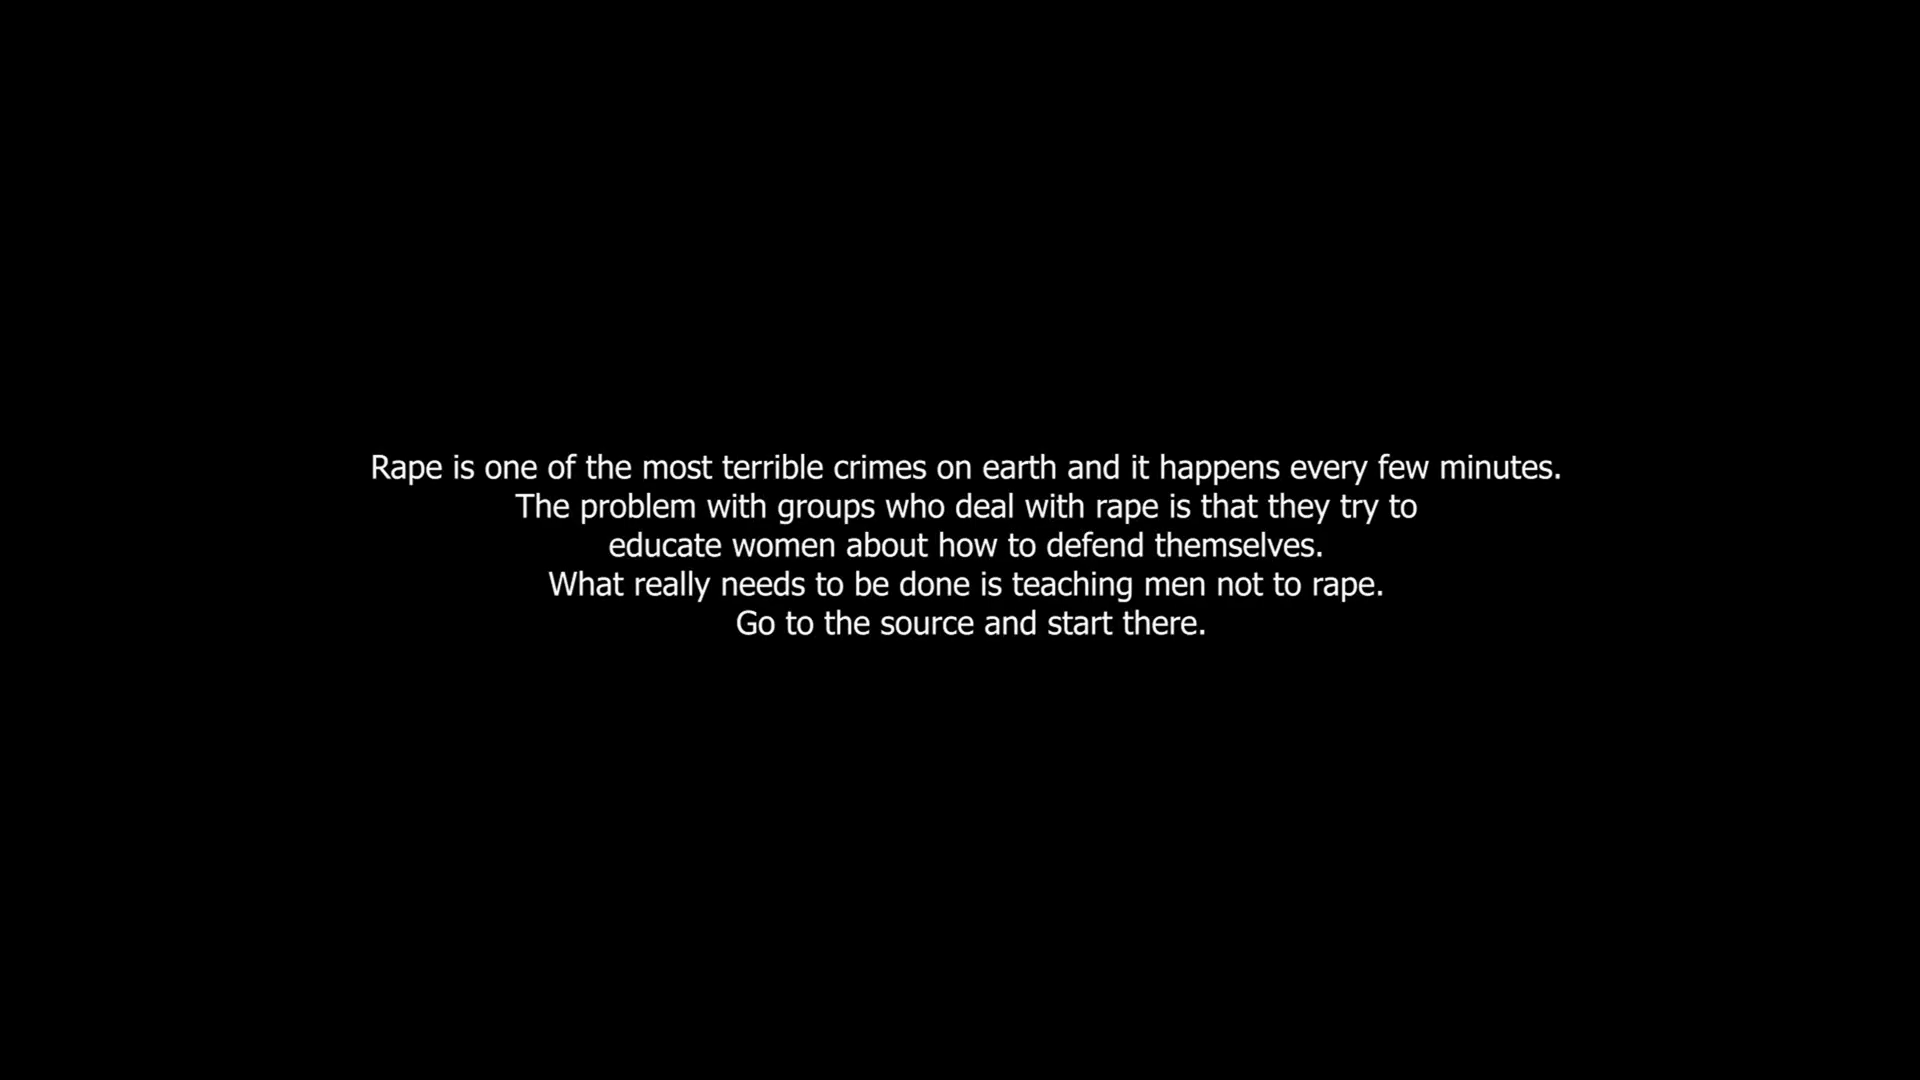 Rape is one of the most terrible crimes on earth and it happens every few minutes.
The problem with groups who deal with rape is that they try to
educate women about how to defend themselves.
What really needs to be done is teaching men not to rape.
Go to the source and start there.